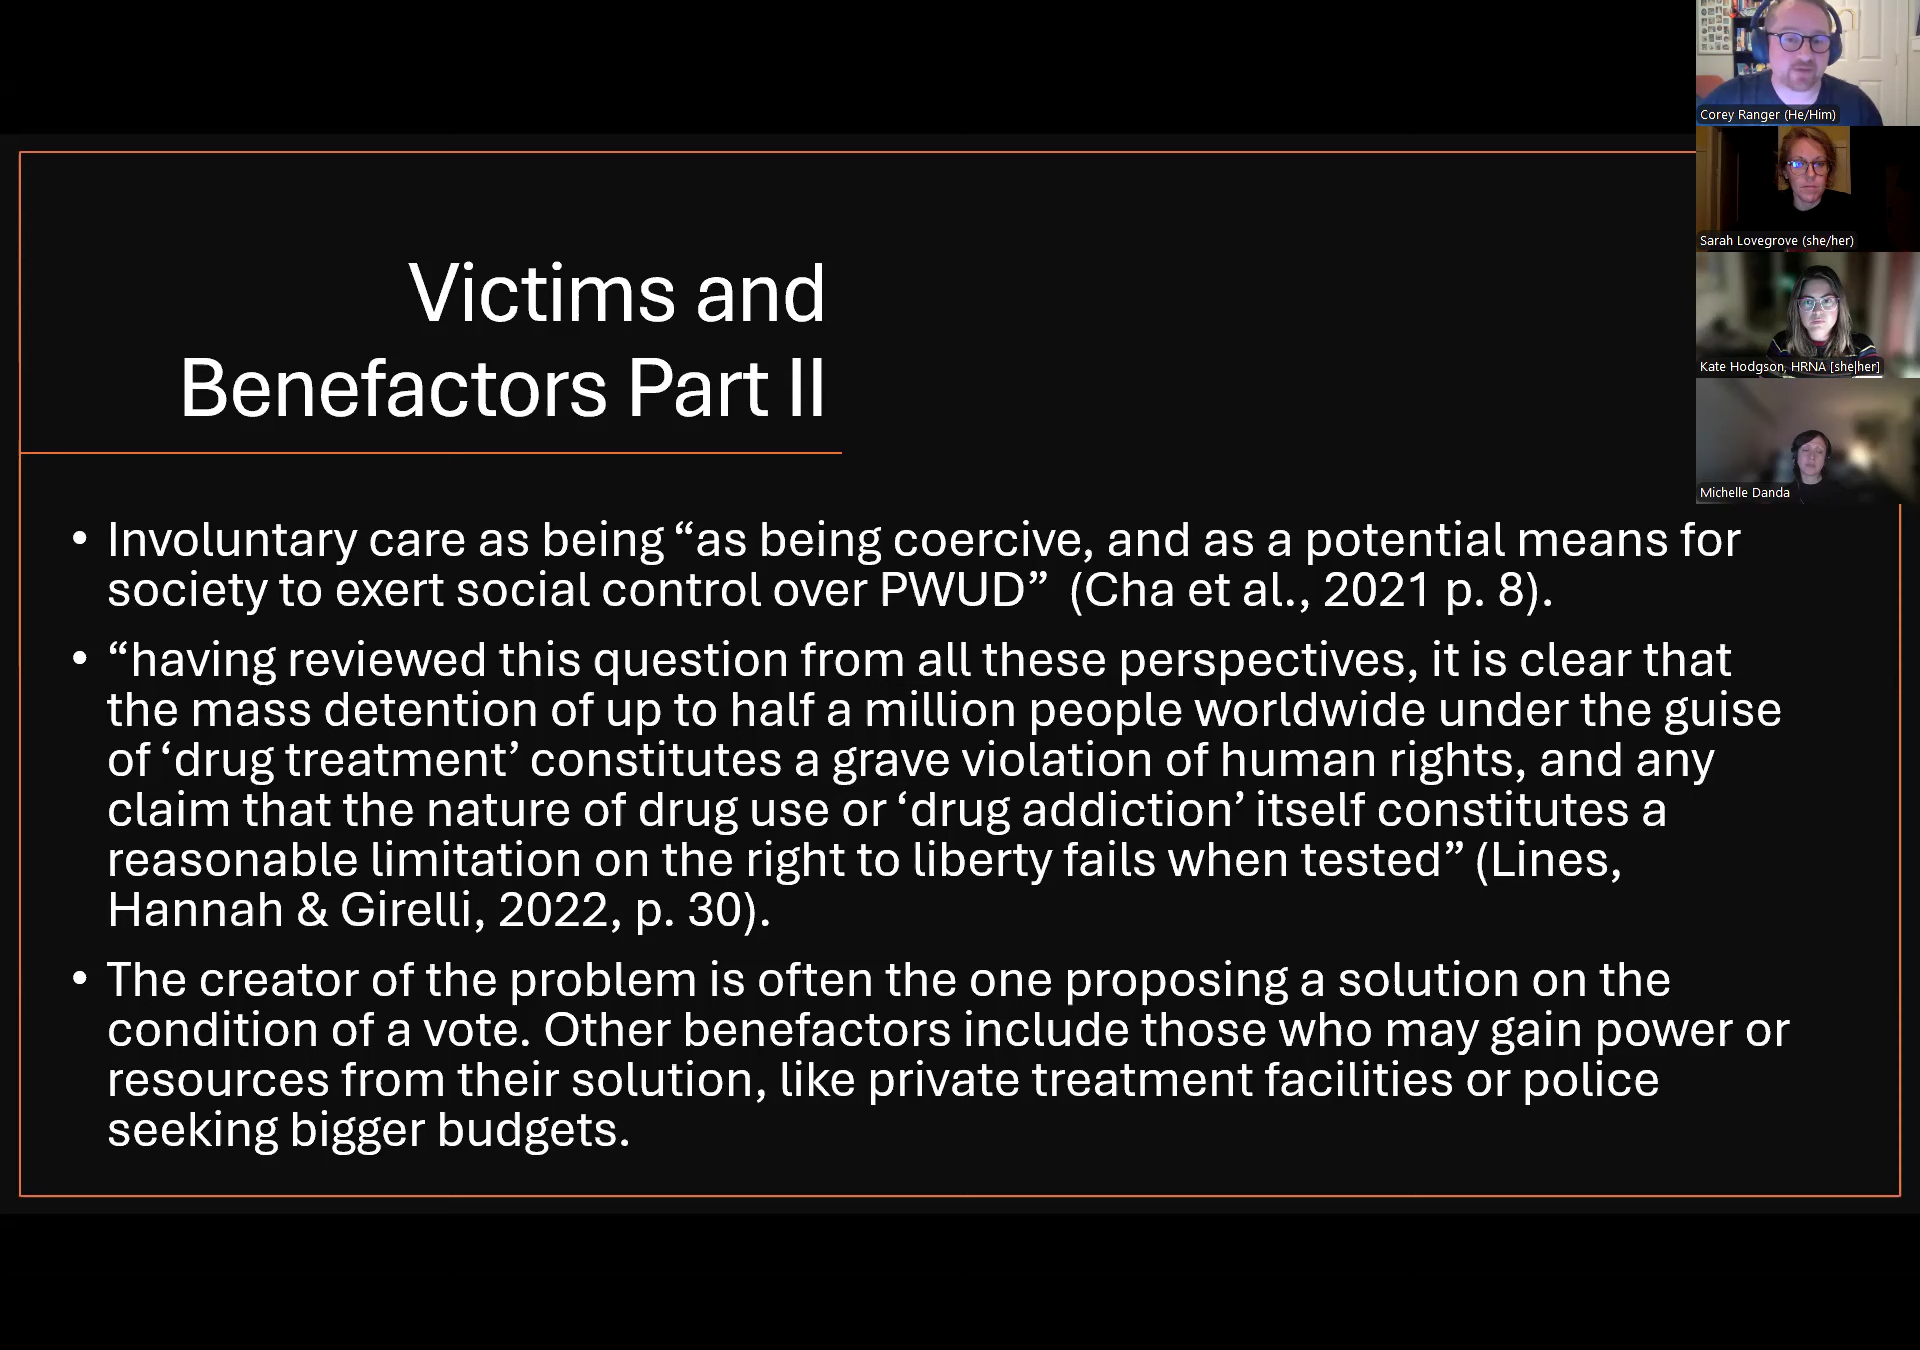 Corey Ranger (He/Him)
Sarah Lovegrove (she/her)
Kate Hodgson, HRNA [she|her]
Michelle Danda
Victims and
Benefactors Part II
• Involuntary care as being “as being coercive, and as a potential means for
society to exert social control over PWUD”  (Cha et al., 2021 p. 8).
• “having reviewed this question from all these perspectives, it is clear that
the mass detention of up to half a million people worldwide under the guise
of ‘drug treatment’ constitutes a grave violation of human rights, and any
claim that the nature of drug use or ‘drug addiction’ itself constitutes a
reasonable limitation on the right to liberty fails when tested” (Lines,
Hannah & Girelli, 2022, p. 30).
• The creator of the problem is often the one proposing a solution on the
condition of a vote. Other benefactors include those who may gain power or
resources from their solution, like private treatment facilities or police
seeking bigger budgets.